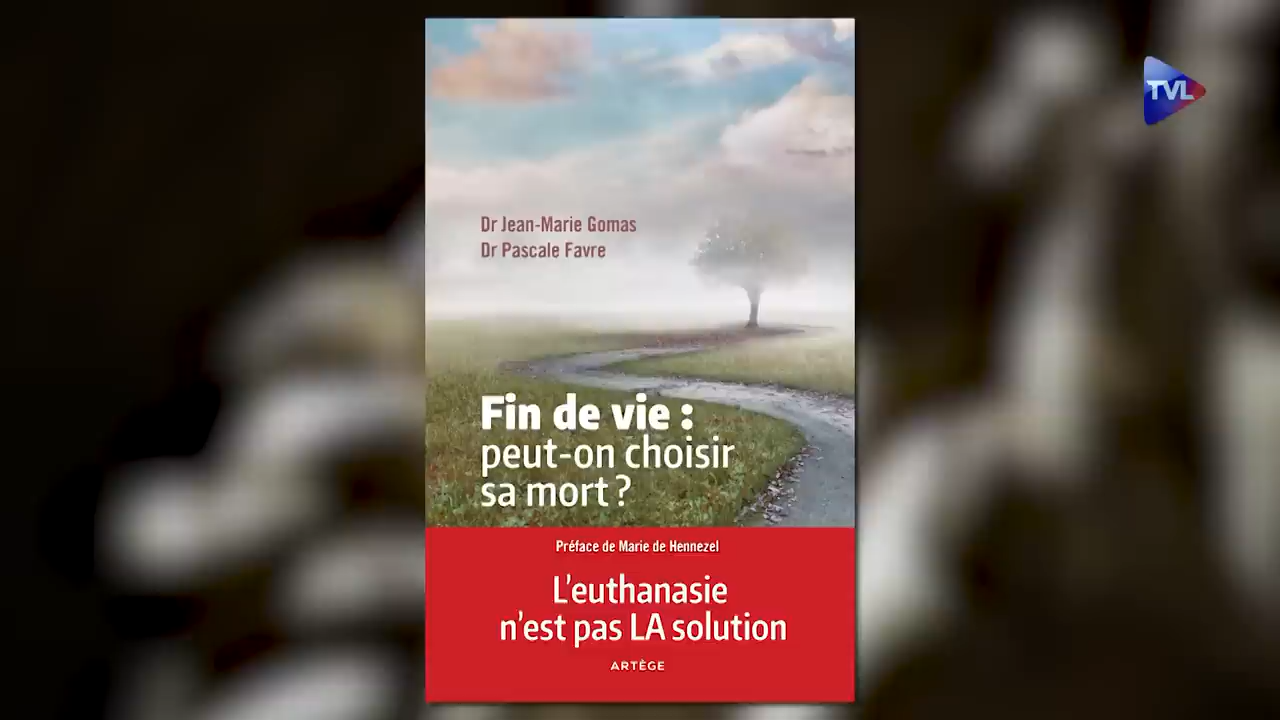 TVL
Dr Jean-Marie Gomas
Dr Pascale Favre
Fin de vie :
peut-on choisir
sa mort ?
Préface de Marie de Hennezel
L'euthanasie
n'est pas LA solution
ARTÈGE